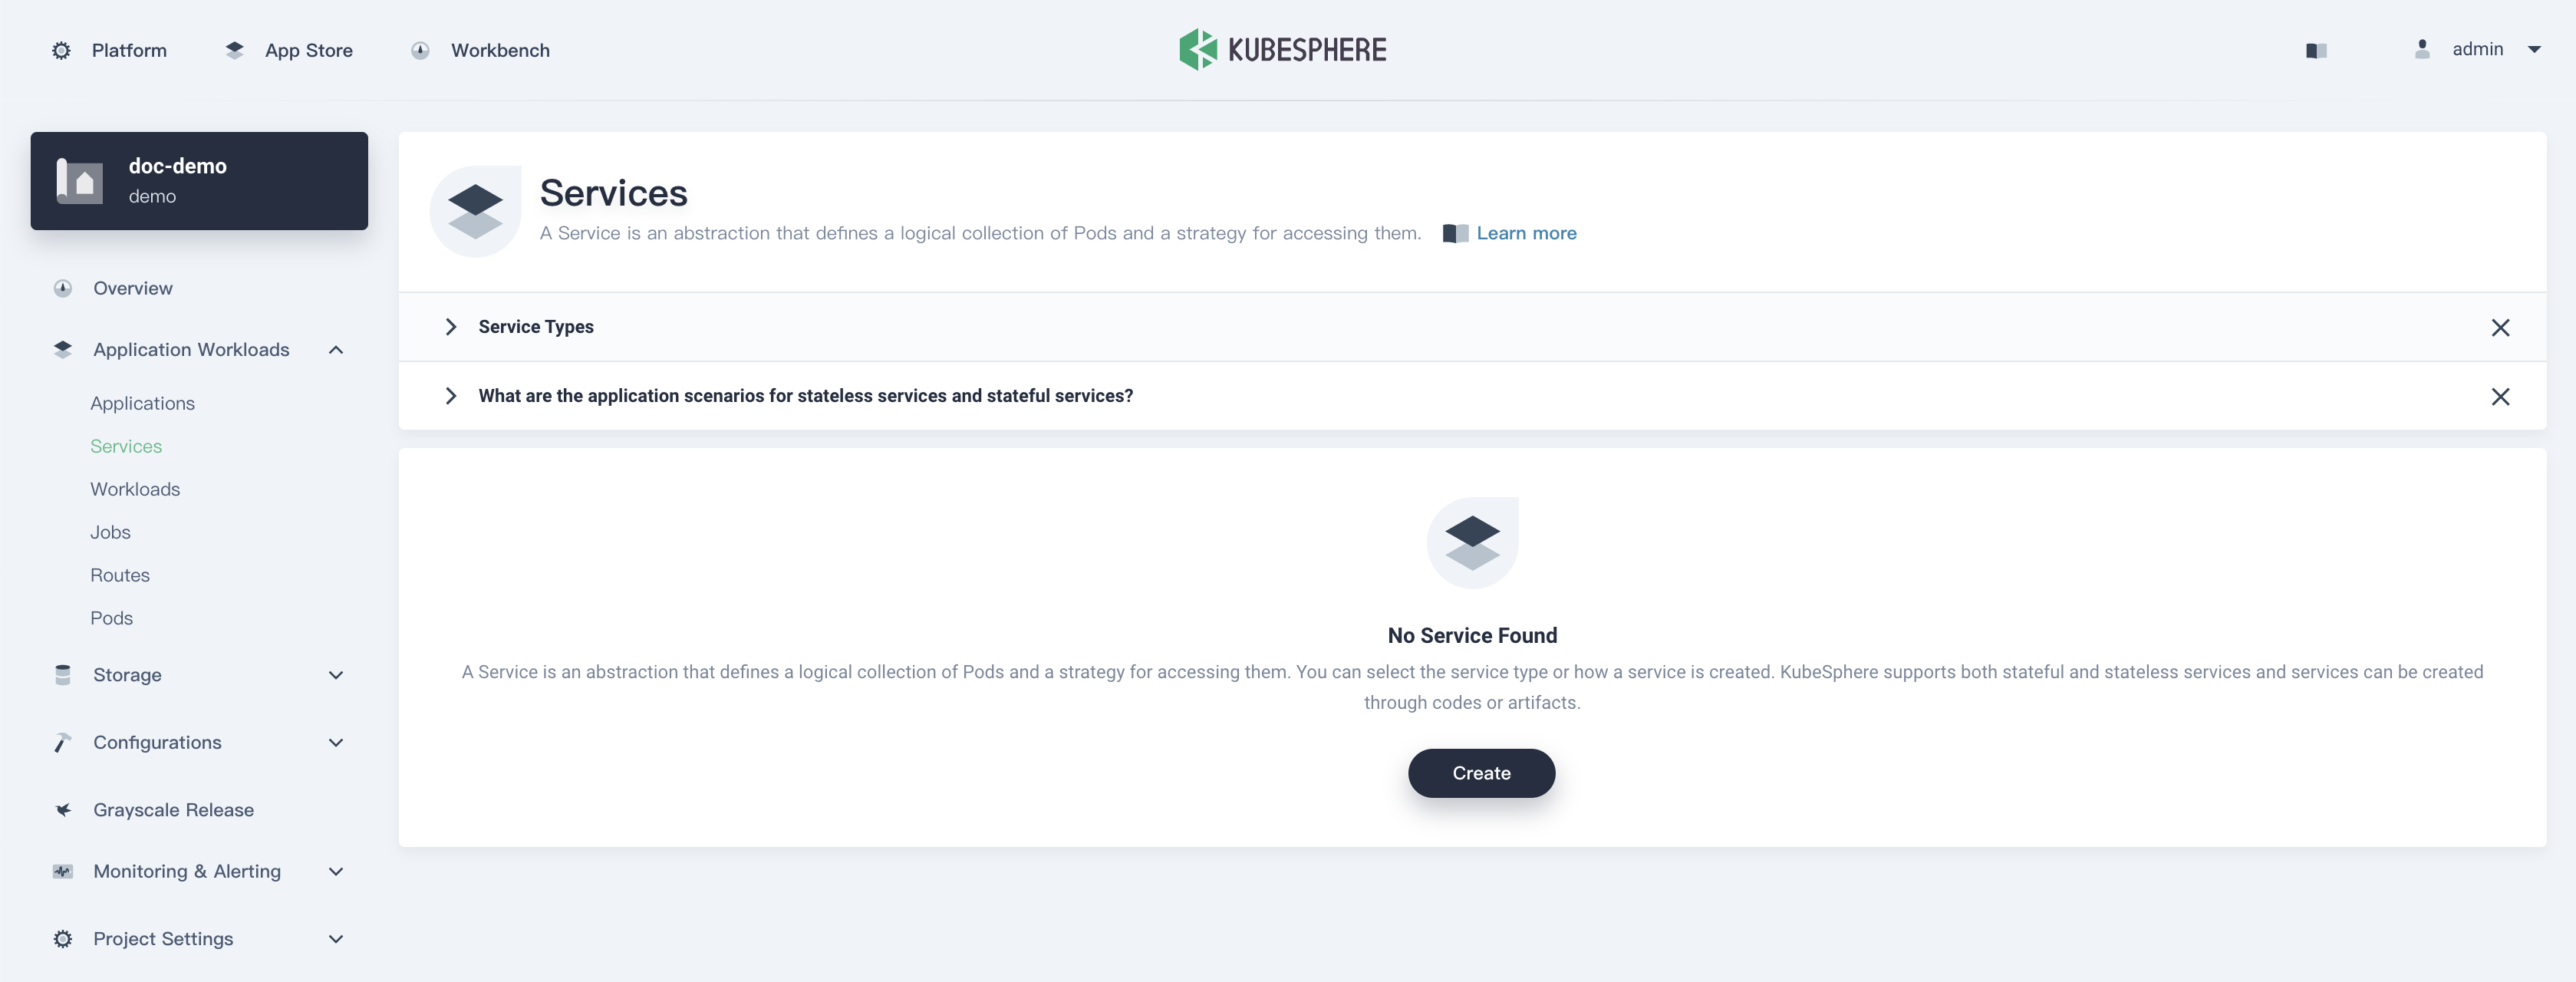 Platform
App Store
Workbench
KUBESPHERE
admin
doc-demo
demo
Overview
Application Workloads
Applications
Services
Workloads
Jobs
Routes
Pods
Storage
Configurations
Grayscale Release
Monitoring & Alerting
Project Settings
Services
A Service is an abstraction that defines a logical collection of Pods and a strategy for accessing them. Learn more
Service Types
What are the application scenarios for stateless services and stateful services?
No Service Found
A Service is an abstraction that defines a logical collection of Pods and a strategy for accessing them. You can select the service type or how a service is created. KubeSphere supports both stateful and stateless services and services can be created
through codes or artifacts.
Create